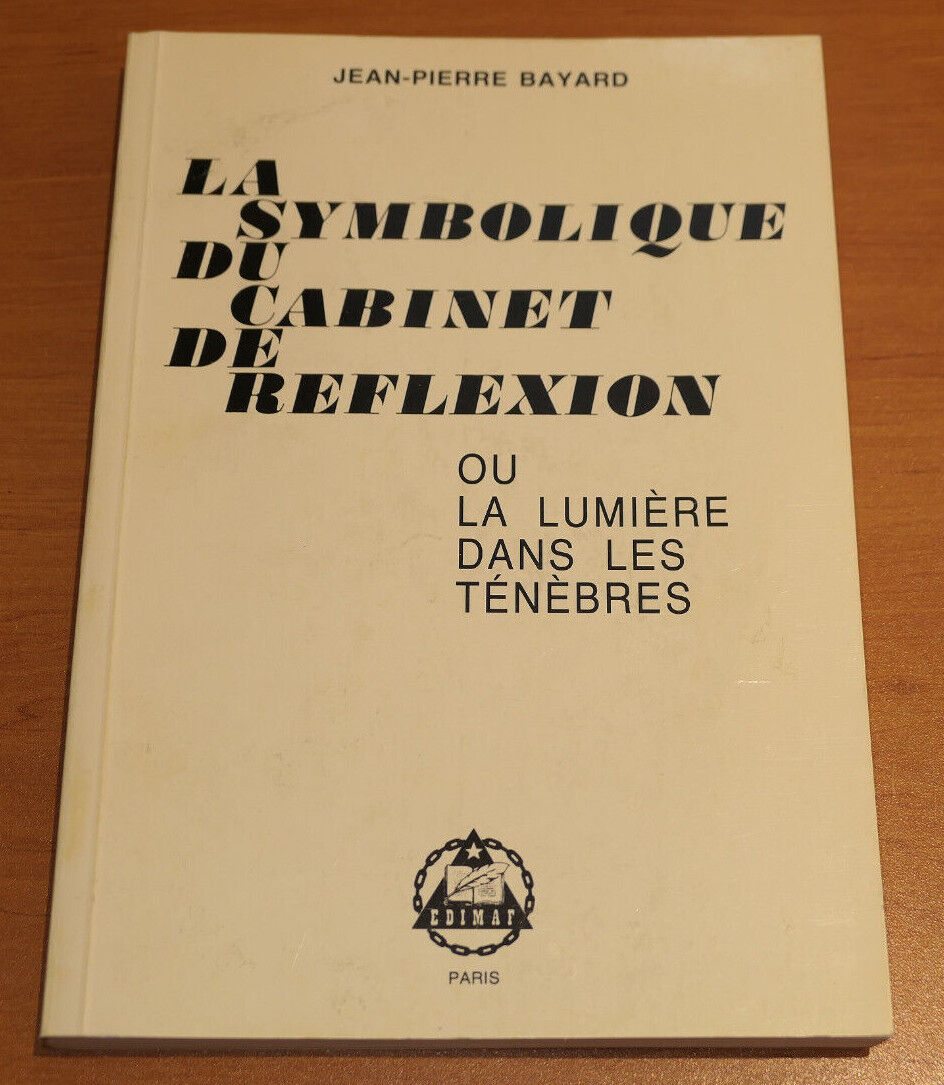 JEAN-PIERRE BAYARD
LA
SYMBOLIQUE
DU
CABINET
DE
REFLEXION
OU
LA LUMIÈRE
DANS LES
TÉNÈBRES
EDIMAF
PARIS